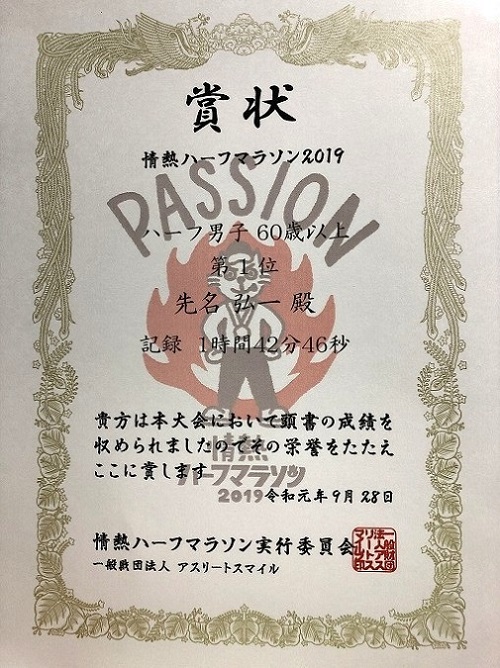 賞状
情熱ハーフマラソン2019
PASSION
ハーフ男子 60歳以上
第1位
先名 弘一 殿
記録 1時間42分46秒
貴方は本大会において頭書の成績を
収められましたのでその栄誉をたたえ
ここに賞します
情熱
ハーフマラソン
2019
令和元年9月28日
情熱ハーフマラソン実行委員会
一般財団法人 アスリートスマイル